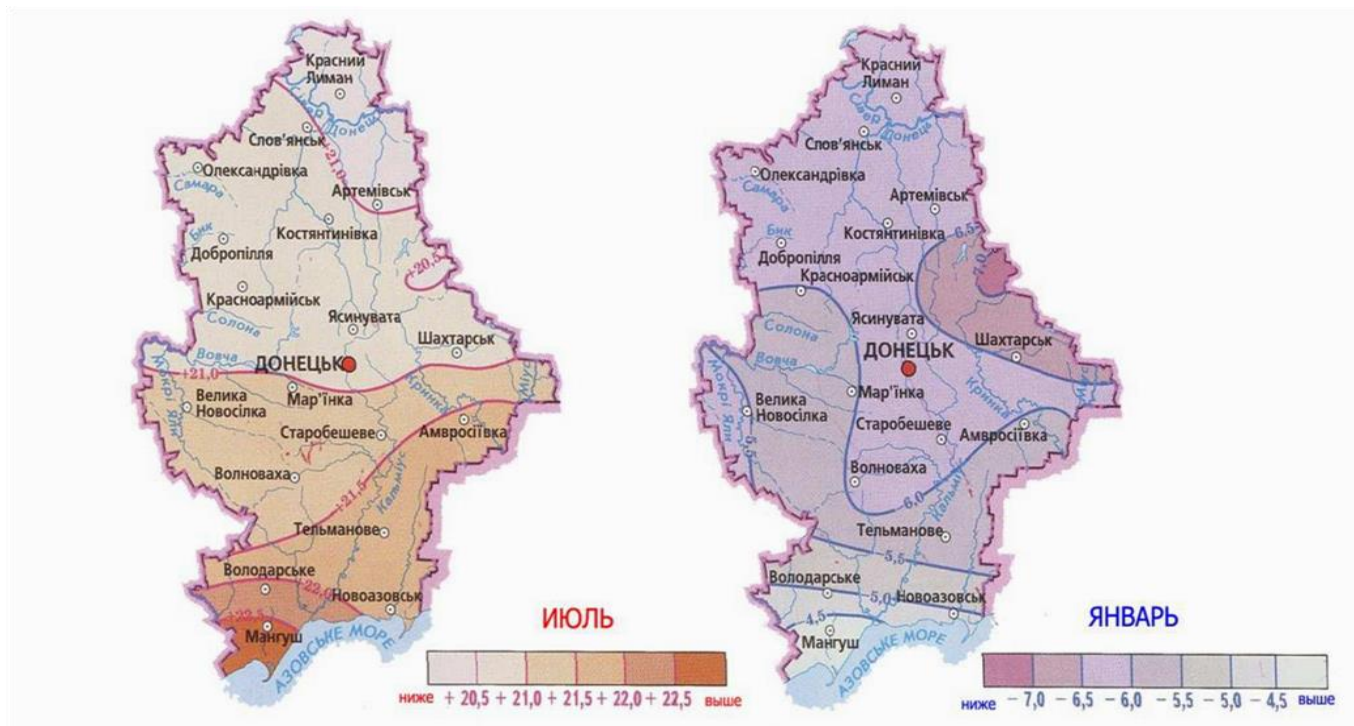 Красний
Лиман
Сівер. Донець
Слов'янськ
+21,0
Олександрівка
Самара
Артемівськ
Костянтинівка
Бик
Добропілля
+20,5
Красноармійськ
Ясинувата
Солона
Шахтарськ
Вовча
ДОНЕЦЬК
+21,0
Мокрі Яли
Кринка
Міус
Мар'їнка
Велика
Новосілка
Старобешеве
Амвросіївка
Волноваха
Кальміус
+21,5
Тельманове
Володарське
+22,0
Новоазовськ
+22,5
Мангуш
АЗОВСЬКЕ МОРЕ
ИЮЛЬ
ниже + 20,5 + 21,0 + 21,5 + 22,0 + 22,5 выше
Красний
Лиман
Сівер. Донець
Слов'янськ
Олександрівка
Самара
Артемівськ
Костянтинівка
-6,5
Бик
Добропілля
7,0
Красноармійськ
Ясинувата
Солона
Шахтарськ
Вовча
ДОНЕЦЬК
Мокрі Яли
Кринка
Міус
Мар'їнка
Велика
Новосілка
5,5
Старобешеве
Амвросіївка
Волноваха
-6,0
Кальміус
Тельманове
5,5
Володарське
5,0
Новоазовськ
4,5
Мангуш
АЗОВСЬКЕ МОРЕ
ЯНВАРЬ
ниже - 7,0 - 6,5 - 6,0 - 5,5 - 5,0 - 4,5 выше